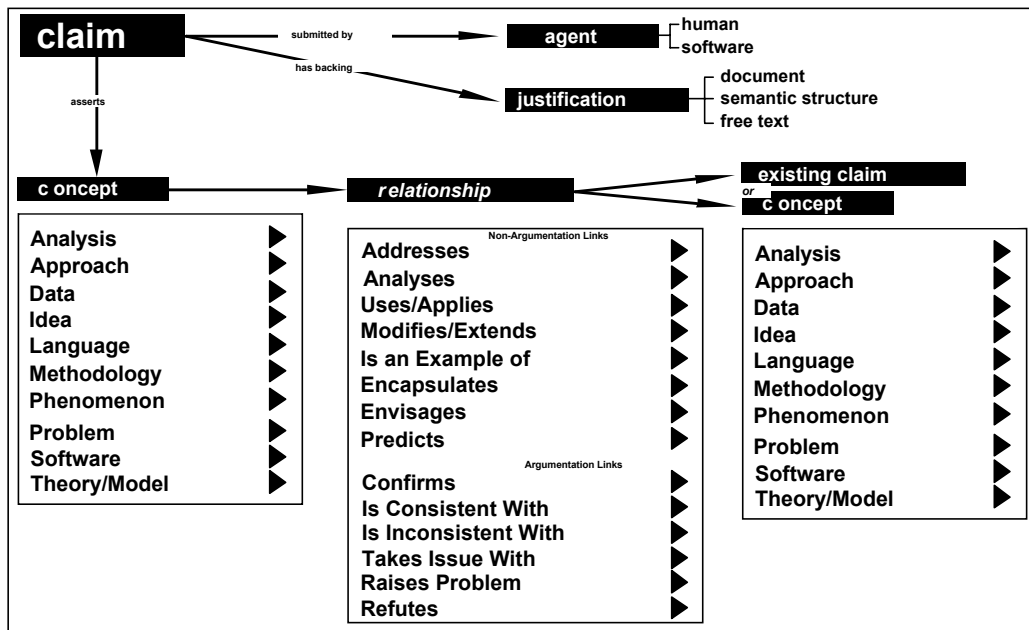 claim
submitted by
agent
human
software
has backing
justification
document
semantic structure
free text
asserts
c oncept
relationship
existing claim
or
c oncept
Analysis
Approach
Data
Idea
Language
Methodology
Phenomenon
Problem
Software
Theory/Model
Non-Argumentation Links
Addresses
Analyses
Uses/Applies
Modifies/Extends
Is an Example of
Encapsulates
Envisages
Predicts
Argumentation Links
Confirms
Is Consistent With
Is Inconsistent With
Takes Issue With
Raises Problem
Refutes
Analysis
Approach
Data
Idea
Language
Methodology
Phenomenon
Problem
Software
Theory/Model